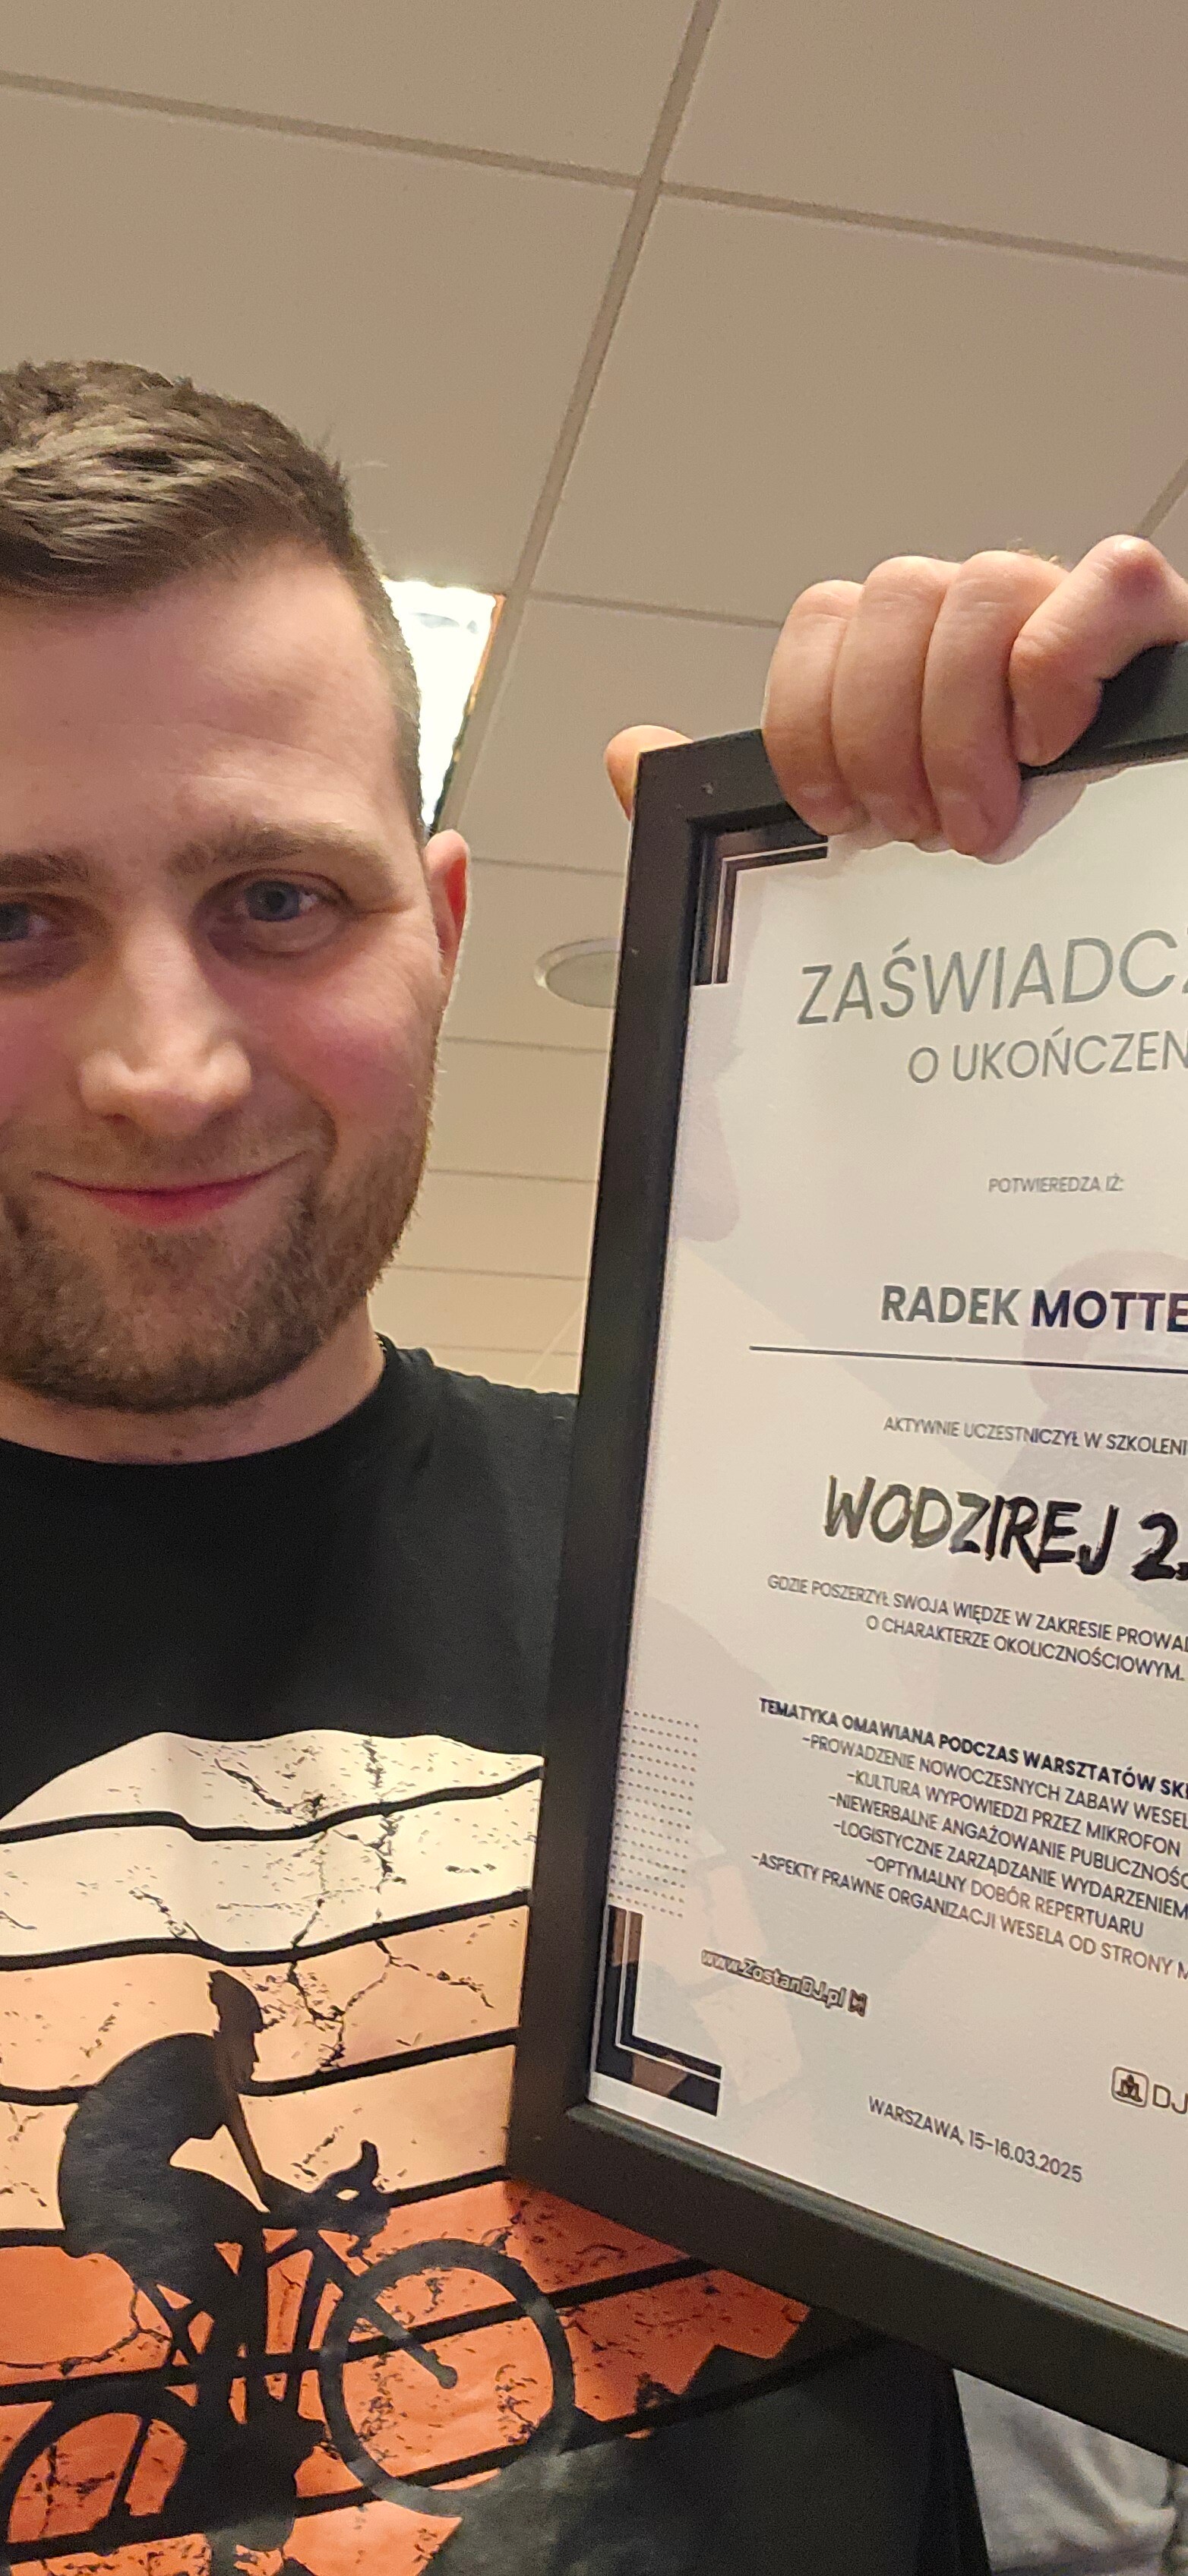 ZAŚWIADCZ
O UKOŃCZEN
POTWIEREDZA IŻ:
RADEK MOTTE
AKTYWNIE UCZESTNICZYŁ W SZKOLENI
WODZIREJ 2.
GDZIE POSZERZYŁ SWOJA WIĘDZE W ZAKRESIE PROWAD
O CHARAKTERZE OKOLICZNOŚCIOWYM.
TEMATYKA OMAWIANA PODCZAS WARSZTATÓW SK
-PROWADZENIE NOWOCZESNYCH ZABAW WESEL
-KULTURA WYPOWIEDZI PRZEZ MIKROFON
-NIEWERBALNE ANGAŻOWANIE PUBLICZNOŚC
-LOGISTYCZNE ZARZĄDZANIE WYDARZENIEM
-OPTYMALNY DOBÓR REPERTUARU
-ASPEKTY PRAWNE ORGANIZACJI WESELA OD STRONY M
www.ZostanDJ.pl
DJ
WARSZAWA, 15-16.03.2025